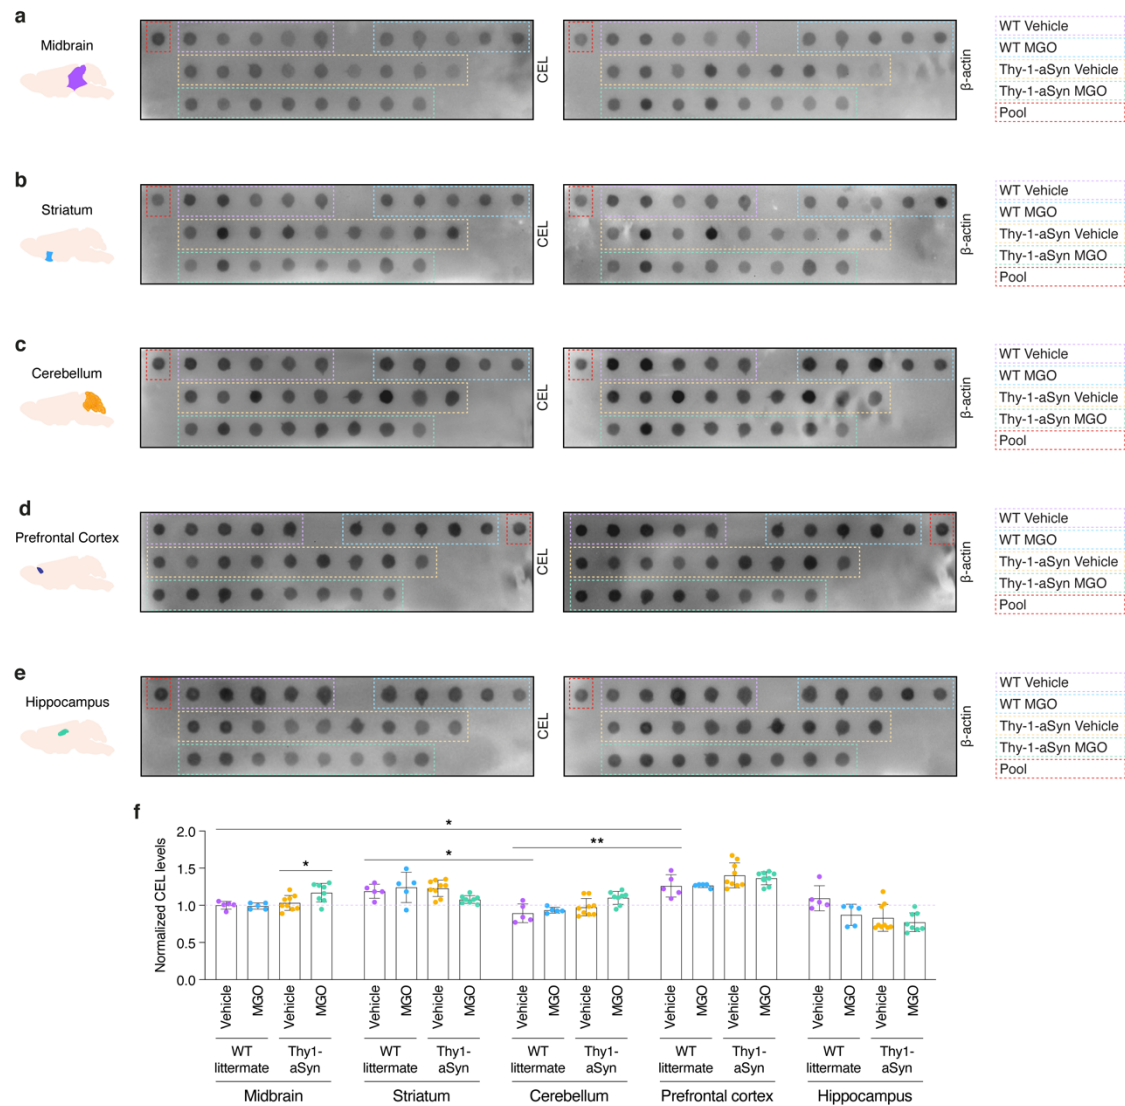 a
Midbrain
CEL
β-actin
WT Vehicle
WT MGO
Thy-1-aSyn Vehicle
Thy-1-aSyn MGO
Pool
b
Striatum
CEL
β-actin
WT Vehicle
WT MGO
Thy-1-aSyn Vehicle
Thy-1-aSyn MGO
Pool
c
Cerebellum
CEL
β-actin
WT Vehicle
WT MGO
Thy-1-aSyn Vehicle
Thy-1-aSyn MGO
Pool
d
Prefrontal Cortex
CEL
β-actin
WT Vehicle
WT MGO
Thy-1-aSyn Vehicle
Thy-1-aSyn MGO
Pool
e
Hippocampus
CEL
β-actin
WT Vehicle
WT MGO
Thy-1-aSyn Vehicle
Thy-1-aSyn MGO
Pool
f
Normalized CEL levels
2.0
1.5
1.0
0.5
0.0
*
*
*
**
Vehicle MGO Vehicle MGO Vehicle MGO Vehicle MGO Vehicle MGO Vehicle MGO Vehicle MGO Vehicle MGO Vehicle MGO Vehicle MGO
WT Thy1- WT Thy1- WT Thy1- WT Thy1- WT Thy1-
littermate aSyn littermate aSyn littermate aSyn littermate aSyn littermate aSyn
Midbrain Striatum Cerebellum Prefrontal cortex Hippocampus